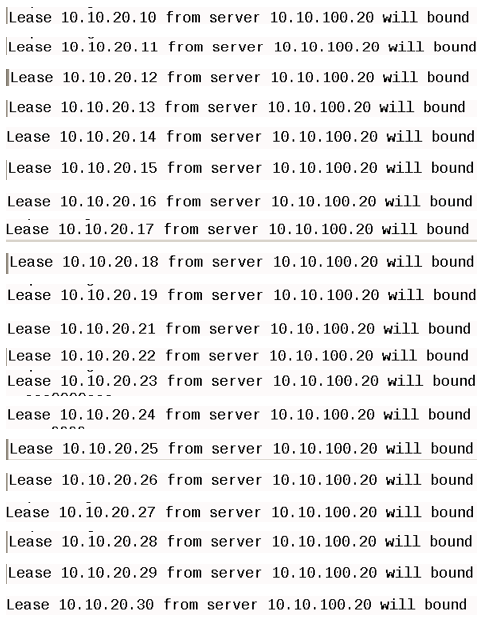 Lease 10.10.20.10 from server 10.10.100.20 will bound
Lease 10.10.20.11 from server 10.10.100.20 will bound
Lease 10.10.20.12 from server 10.10.100.20 will bound
Lease 10.10.20.13 from server 10.10.100.20 will bound
Lease 10.10.20.14 from server 10.10.100.20 will bound
Lease 10.10.20.15 from server 10.10.100.20 will bound
Lease 10.10.20.16 from server 10.10.100.20 will bound
Lease 10.10.20.17 from server 10.10.100.20 will bound
Lease 10.10.20.18 from server 10.10.100.20 will bound
Lease 10.10.20.19 from server 10.10.100.20 will bound
Lease 10.10.20.21 from server 10.10.100.20 will bound
Lease 10.10.20.22 from server 10.10.100.20 will bound
Lease 10.10.20.23 from server 10.10.100.20 will bound
Lease 10.10.20.24 from server 10.10.100.20 will bound
Lease 10.10.20.25 from server 10.10.100.20 will bound
Lease 10.10.20.26 from server 10.10.100.20 will bound
Lease 10.10.20.27 from server 10.10.100.20 will bound
Lease 10.10.20.28 from server 10.10.100.20 will bound
Lease 10.10.20.29 from server 10.10.100.20 will bound
Lease 10.10.20.30 from server 10.10.100.20 will bound